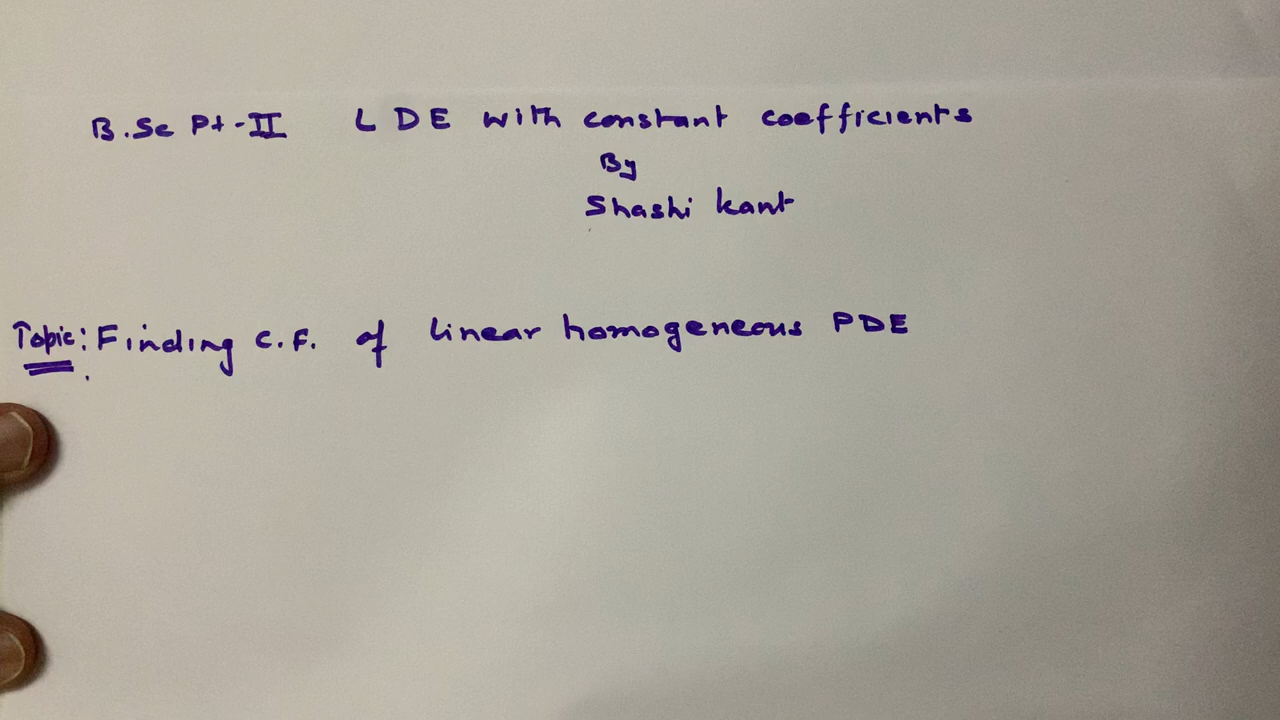 B.Sc Pt-II LDE with constant coefficients
By
Shashi kant
Topic: Finding C.F. of linear homogeneous PDE